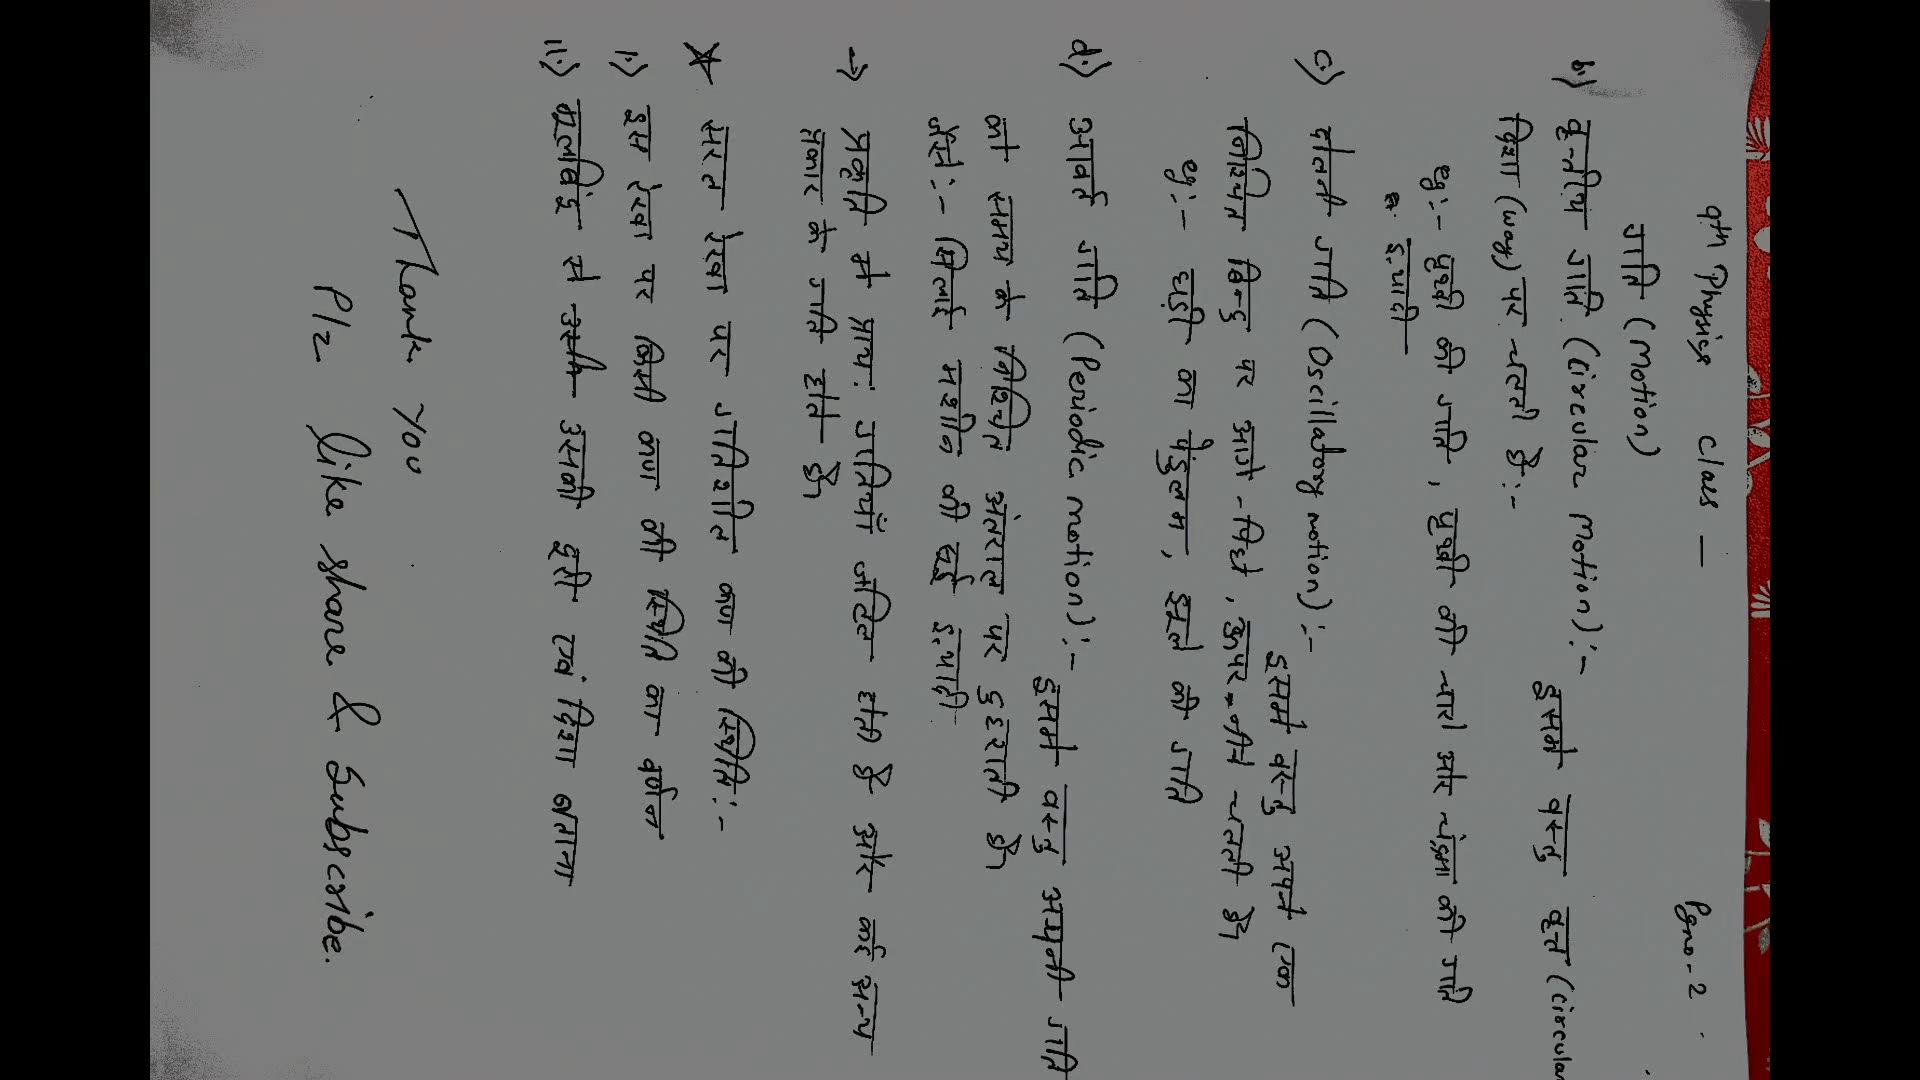 9th Physics class —
Pgno-2
गति (Motion)
b.) वृत्तीय गति (Circular Motion):- इसमें वस्तु वृत्त (Circular
दिशा (way) पर चलती है:-
eg:- पृथ्वी की गति, पृथ्वी की चारो ओर चंद्रमा की गति
इत्यादी
c.) दोलनी गति (Oscillatory motion):- इसमें वस्तु अपने एक
निश्चित बिन्दु पर आगे-पिछे, ऊपर-नीचे चलती है।
eg:- घड़ी का पेंडुलम, झूले की गति
d.) आवर्त गति (Periodic motion):- इसमें वस्तु अपनी गति
को समय के निश्चित अंतराल पर दुहराती है।
जैसे:- सिलाई मशीन की सुई इत्यादी
→ प्रकृति में प्रायः गतियाँ जटिल होती है और कई अन्य
प्रकार के गति होते है।
☆ सरल रेखा पर गतिशील कण की स्थिति:-
i.) इस रेखा पर किसी कण की स्थिति का वर्णन
ii.) मूलबिंदु से उसकी दूरी एवं दिशा बताना
Thank You
Plz like share & Subscribe.